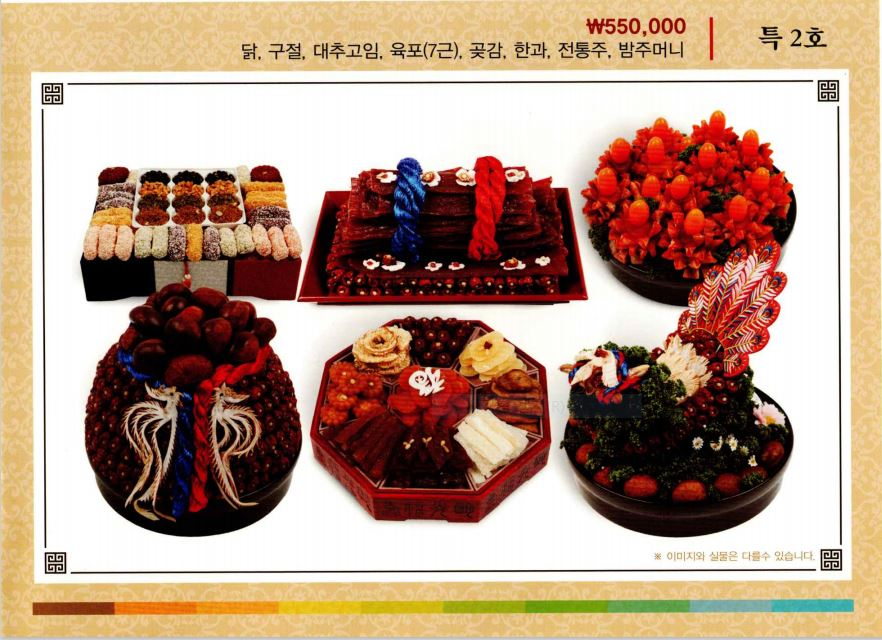 ₩550,000
닭, 구절, 대추고임, 육포(7근), 곶감, 한과, 전통주, 밤주머니
특 2호
※ 이미지와 실물은 다를수 있습니다.